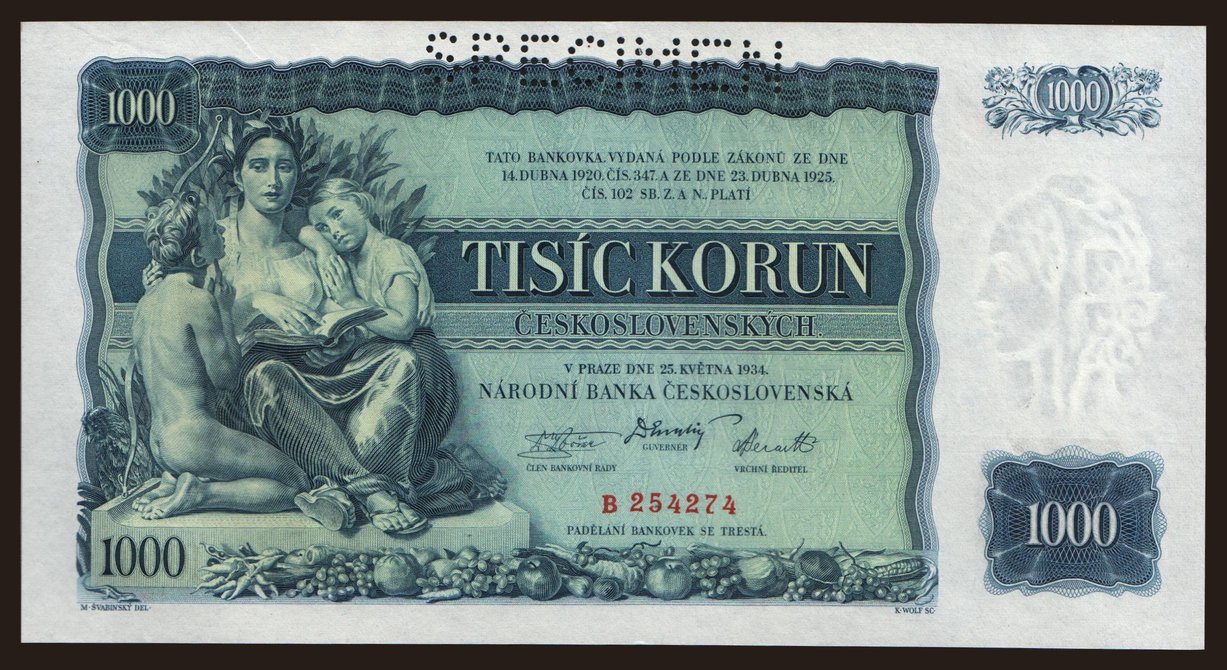 SPECIMEN
1000
1000
TATO BANKOVKA, VYDANÁ PODLE ZÁKONŮ ZE DNE
14. DUBNA 1920, ČÍS. 347. A ZE DNE 23. DUBNA 1925.
ČÍS. 102 SB. Z. A N., PLATÍ
TISÍC KORUN
ČESKOSLOVENSKÝCH.
V PRAZE DNE 25. KVĚTNA 1934.
NÁRODNÍ BANKA ČESKOSLOVENSKÁ
GUVERNÉR
ČLEN BANKOVNÍ RADY
VRCHNÍ ŘEDITEL
B 254274
PADĚLÁNÍ BANKOVEK SE TRESTÁ.
1000
1000
M. ŠVABINSKÝ DEL.
K. WOLF SC.